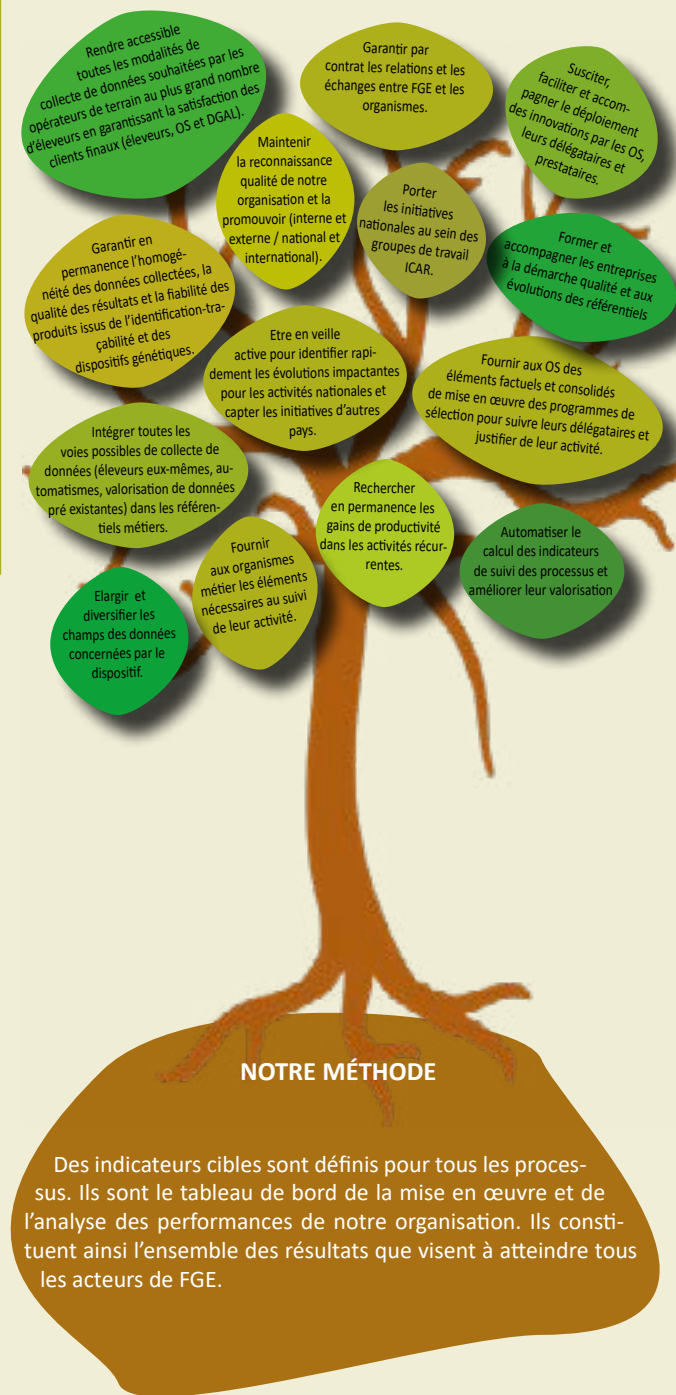 Rendre accessible
toutes les modalités de
collecte de données souhaitées par les
opérateurs de terrain au plus grand nombre
d'éleveurs en garantissant la satisfaction des
clients finaux (éleveurs, OS et DGAL).
Garantir par
contrat les relations et les
échanges entre FGE et les
organismes.
Susciter,
faciliter et accom-
pagner le déploiement
des innovations par les OS,
leurs délégataires et
prestataires.
Maintenir
la reconnaissance
qualité de notre
organisation et la
promouvoir (interne et
externe / national et
international).
Porter
les initiatives
nationales au sein des
groupes de travail
ICAR.
Garantir en
permanence l'homogé-
néité des données collectées, la
qualité des résultats et la fiabilité des
produits issus de l'identification-tra-
çabilité et des
dispositifs génétiques.
Former et
accompagner les entreprises
à la démarche qualité et aux
évolutions des référentiels
Etre en veille
active pour identifier rapi-
dement les évolutions impactantes
pour les activités nationales et
capter les initiatives d'autres
pays.
Fournir aux OS des
éléments factuels et consolidés
de mise en œuvre des programmes de
sélection pour suivre leurs délégataires et
justifier de leur activité.
Intégrer toutes les
voies possibles de collecte de
données (éleveurs eux-mêmes, au-
tomatismes, valorisation de données
pré existantes) dans les référen-
tiels métiers.
Rechercher
en permanence les
gains de productivité
dans les activités récur-
rentes.
Fournir
aux organismes
métier les éléments
nécessaires au suivi
de leur activité.
Automatiser le
calcul des indicateurs
de suivi des processus et
améliorer leur valorisation
Elargir et
diversifier les
champs des données
concernées par le
dispositif.
NOTRE MÉTHODE
Des indicateurs cibles sont définis pour tous les proces-
sus. Ils sont le tableau de bord de la mise en œuvre et de
l'analyse des performances de notre organisation. Ils consti-
tuent ainsi l'ensemble des résultats que visent à atteindre tous
les acteurs de FGE.